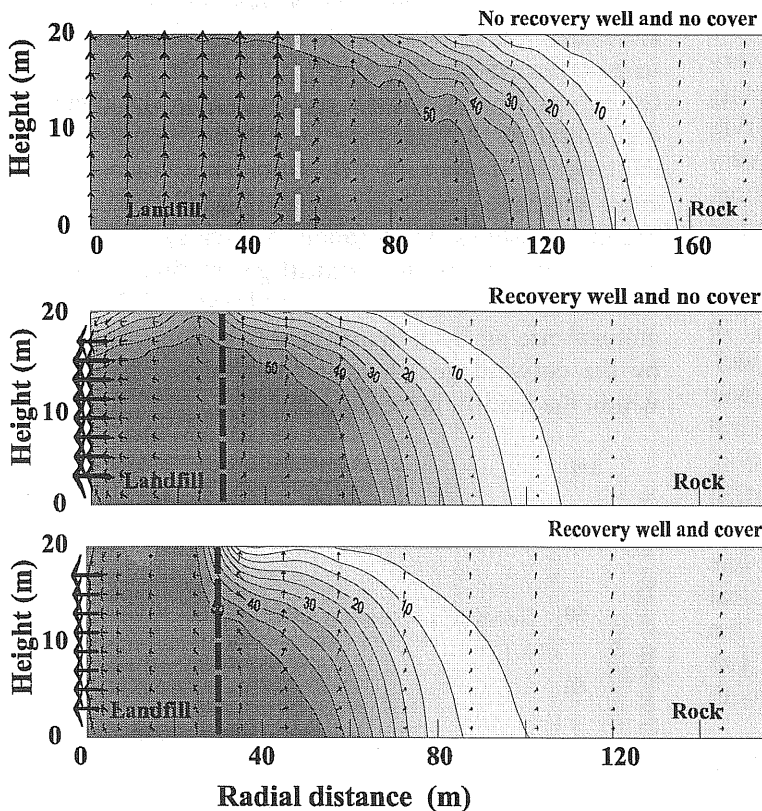 No recovery well and no cover
20
Height (m)
10
0
50
40
30
20
10
Landfill
Rock
0 40 80 120 160
Recovery well and no cover
20
Height (m)
10
0
50
40
30
20
10
Landfill
Rock
Recovery well and cover
20
Height (m)
10
0
40
30
20
10
Landfill
Rock
0 40 80 120
Radial distance (m)